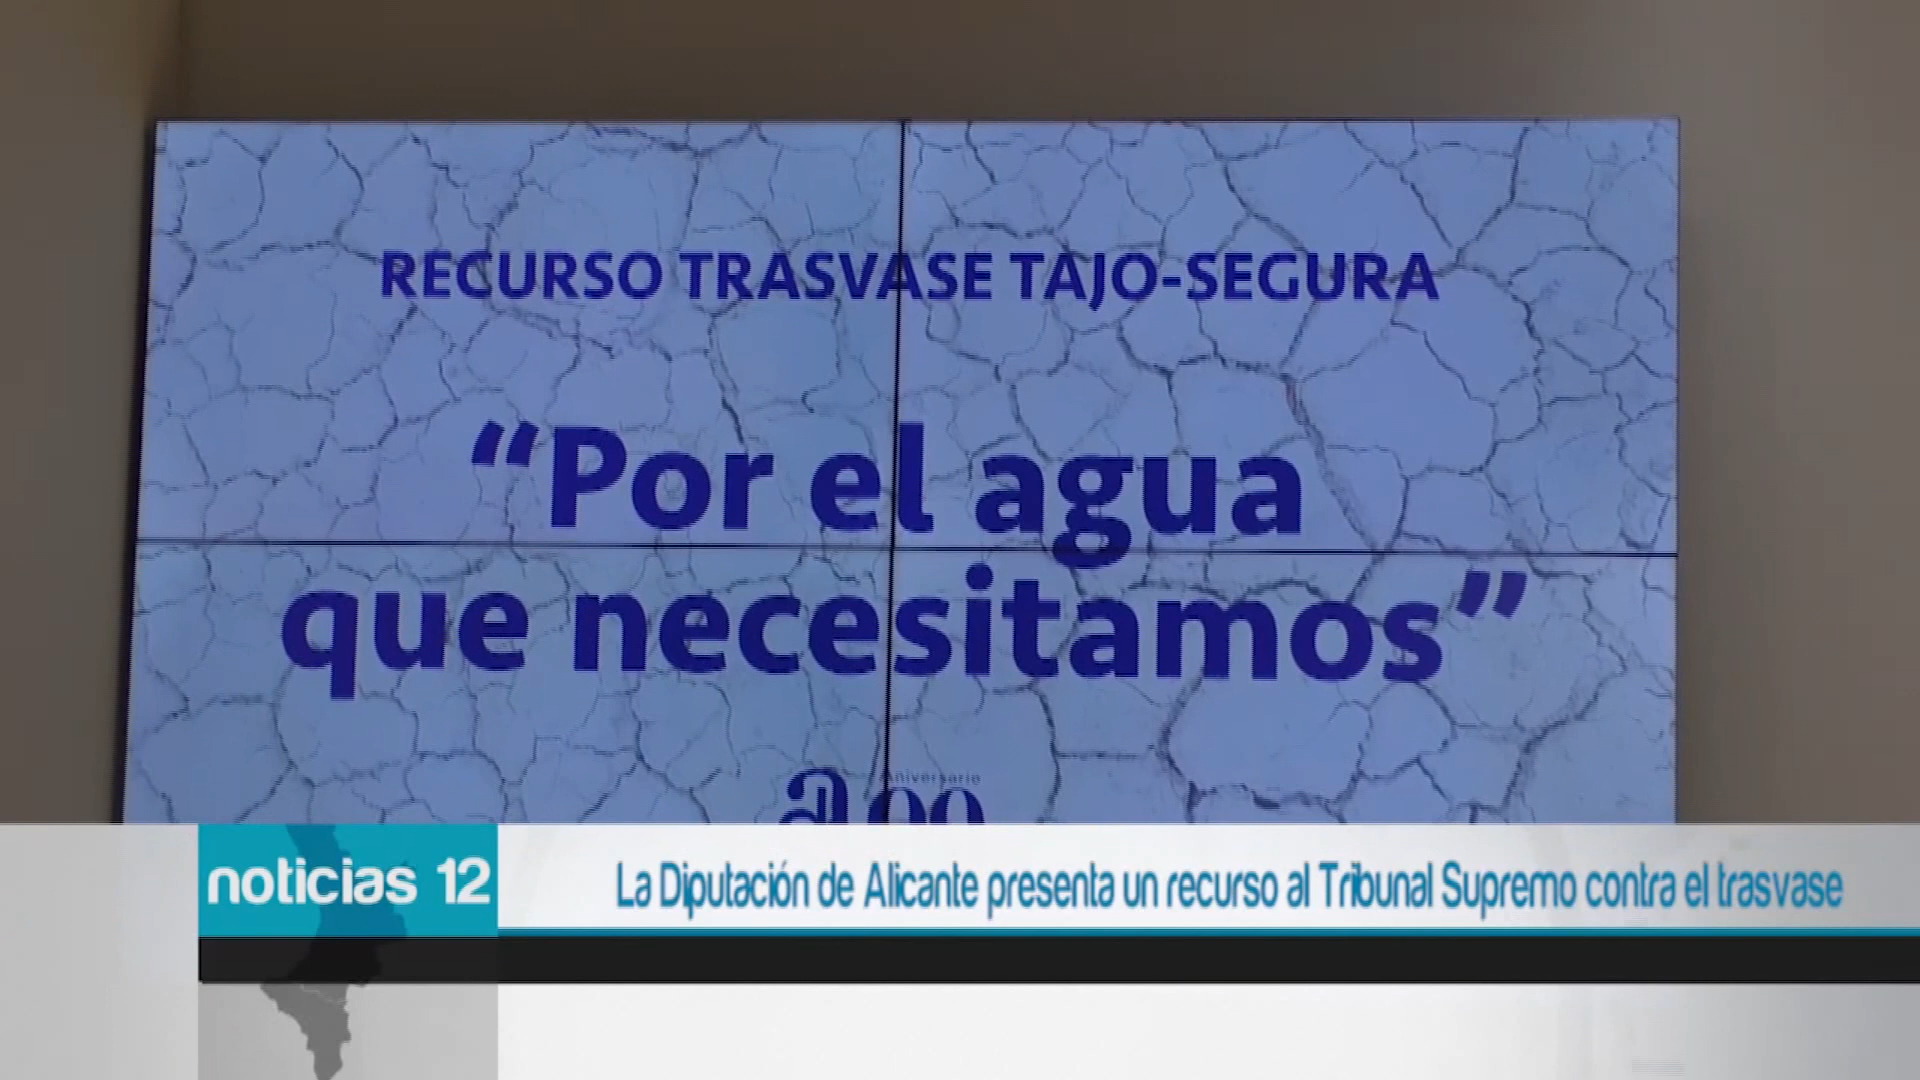 RECURSO TRASVASE TAJO-SEGURA
“Por el agua
que necesitamos”
Aniversario
noticias 12
La Diputación de Alicante presenta un recurso al Tribunal Supremo contra el trasvase